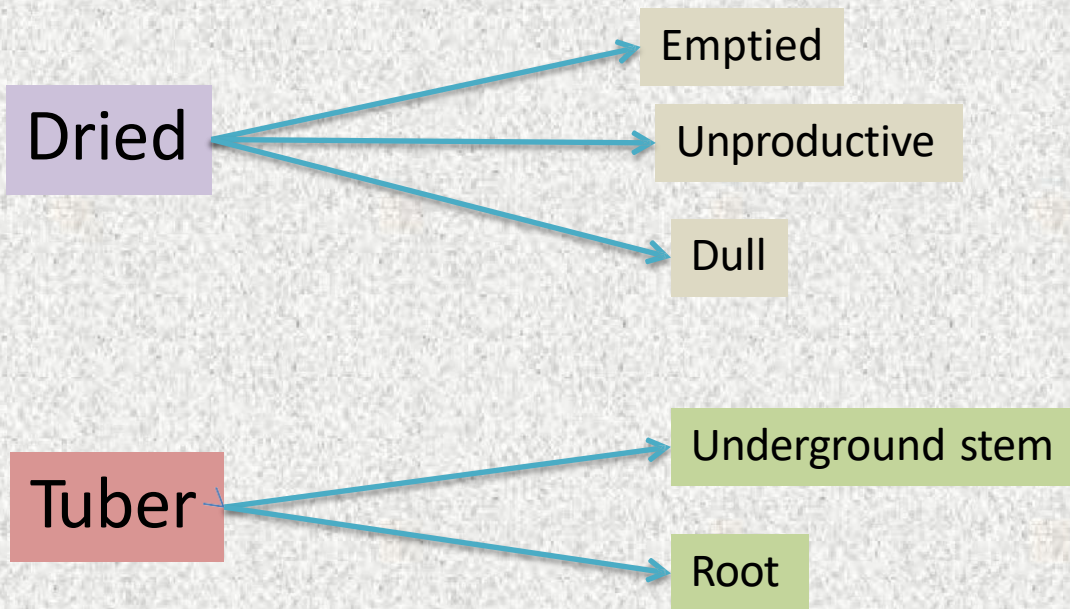 Dried
Emptied
Unproductive
Dull
Tuber
Underground stem
Root